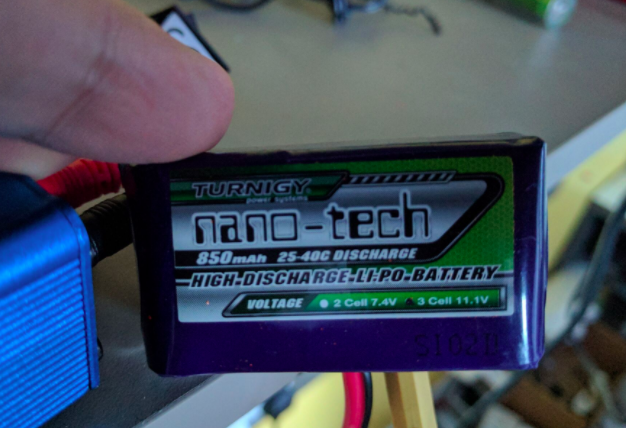 TURNIGY
power systems
nano-tech
850mAh 25-40C DISCHARGE
HIGH-DISCHARGE-LI-PO-BATTERY
VOLTAGE 2 Cell 7.4V 3 Cell 11.1V